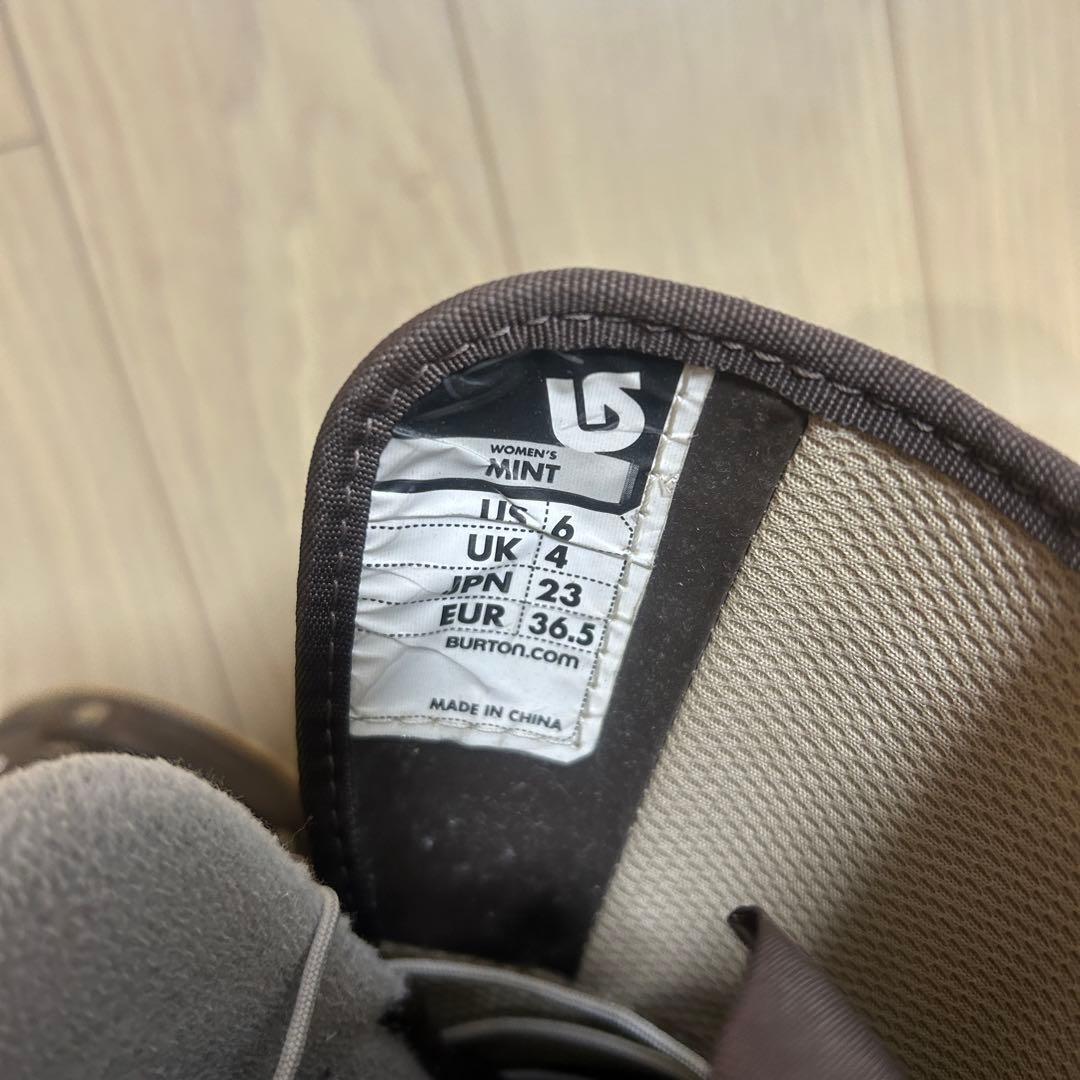 WOMEN'S
MINT
US 6
UK 4
JPN 23
EUR 36.5
BURTON.COM
MADE IN CHINA